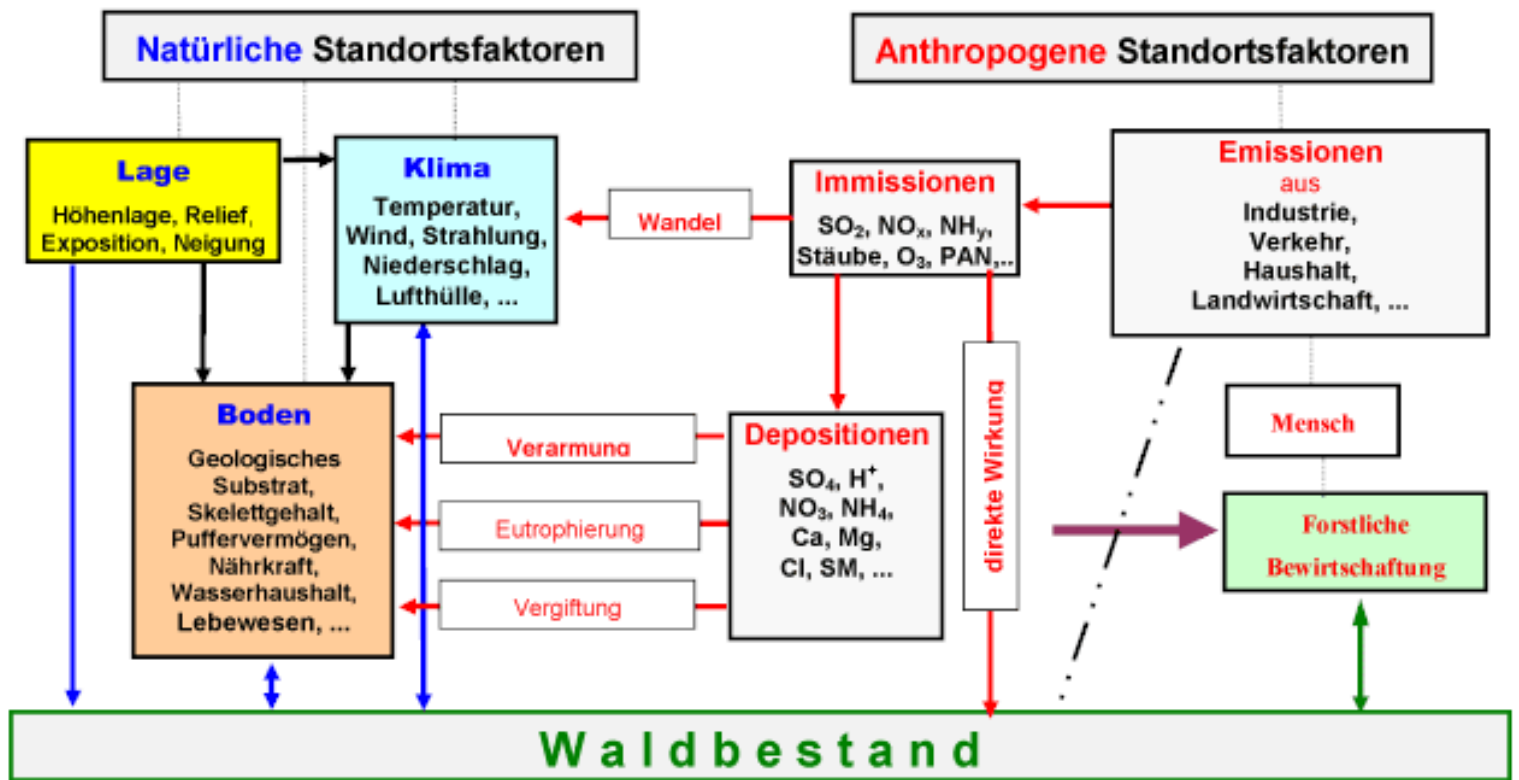 Natürliche Standortsfaktoren
Anthropogene Standortsfaktoren
Lage
Höhenlage, Relief,
Exposition, Neigung
Klima
Temperatur,
Wind, Strahlung,
Niederschlag,
Lufthülle, ...
Wandel
Immissionen
SO₂, NOₓ, NHᵧ,
Stäube, O₃, PAN,..
Emissionen
aus
Industrie,
Verkehr,
Haushalt,
Landwirtschaft, ...
Boden
Geologisches
Substrat,
Skelettgehalt,
Puffervermögen,
Nährkraft,
Wasserhaushalt,
Lebewesen, ...
Verarmung
Eutrophierung
Vergiftung
Depositionen
SO₄, H⁺,
NO₃, NH₄,
Ca, Mg,
Cl, SM, ...
direkte Wirkung
Mensch
Forstliche
Bewirtschaftung
Waldbestand